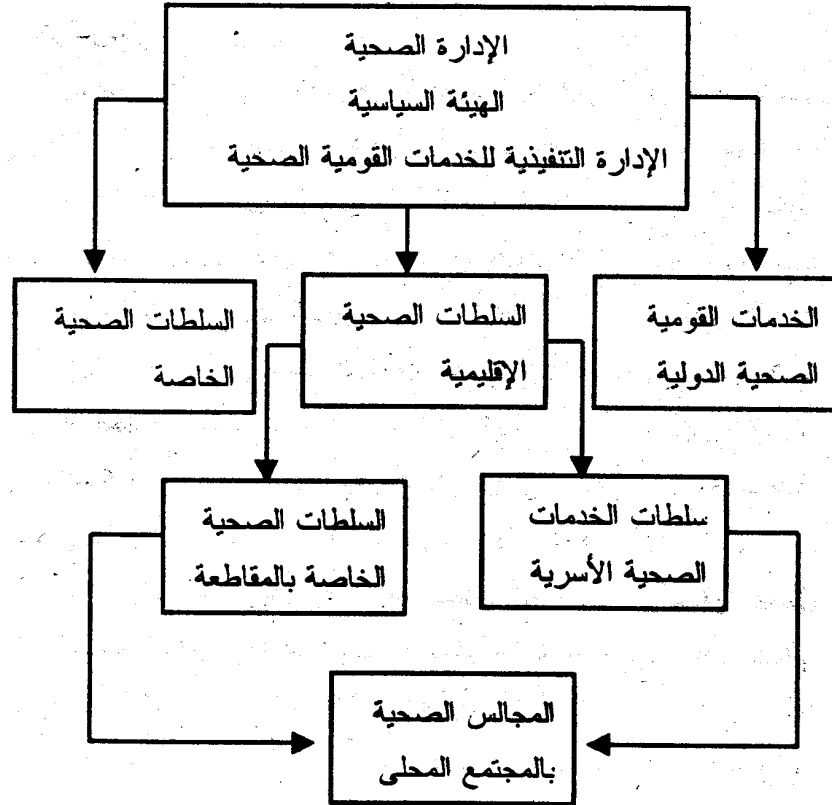 الإدارة الصحية
الهيئة السياسية
الإدارة التنفيذية للخدمات القومية الصحية
الخدمات القومية
الصحية الدولية
السلطات الصحية
الإقليمية
السلطات الصحية
الخاصة
سلطات الخدمات
الصحية الأسرية
السلطات الصحية
الخاصة بالمقاطعة
المجالس الصحية
بالمجتمع المحلى